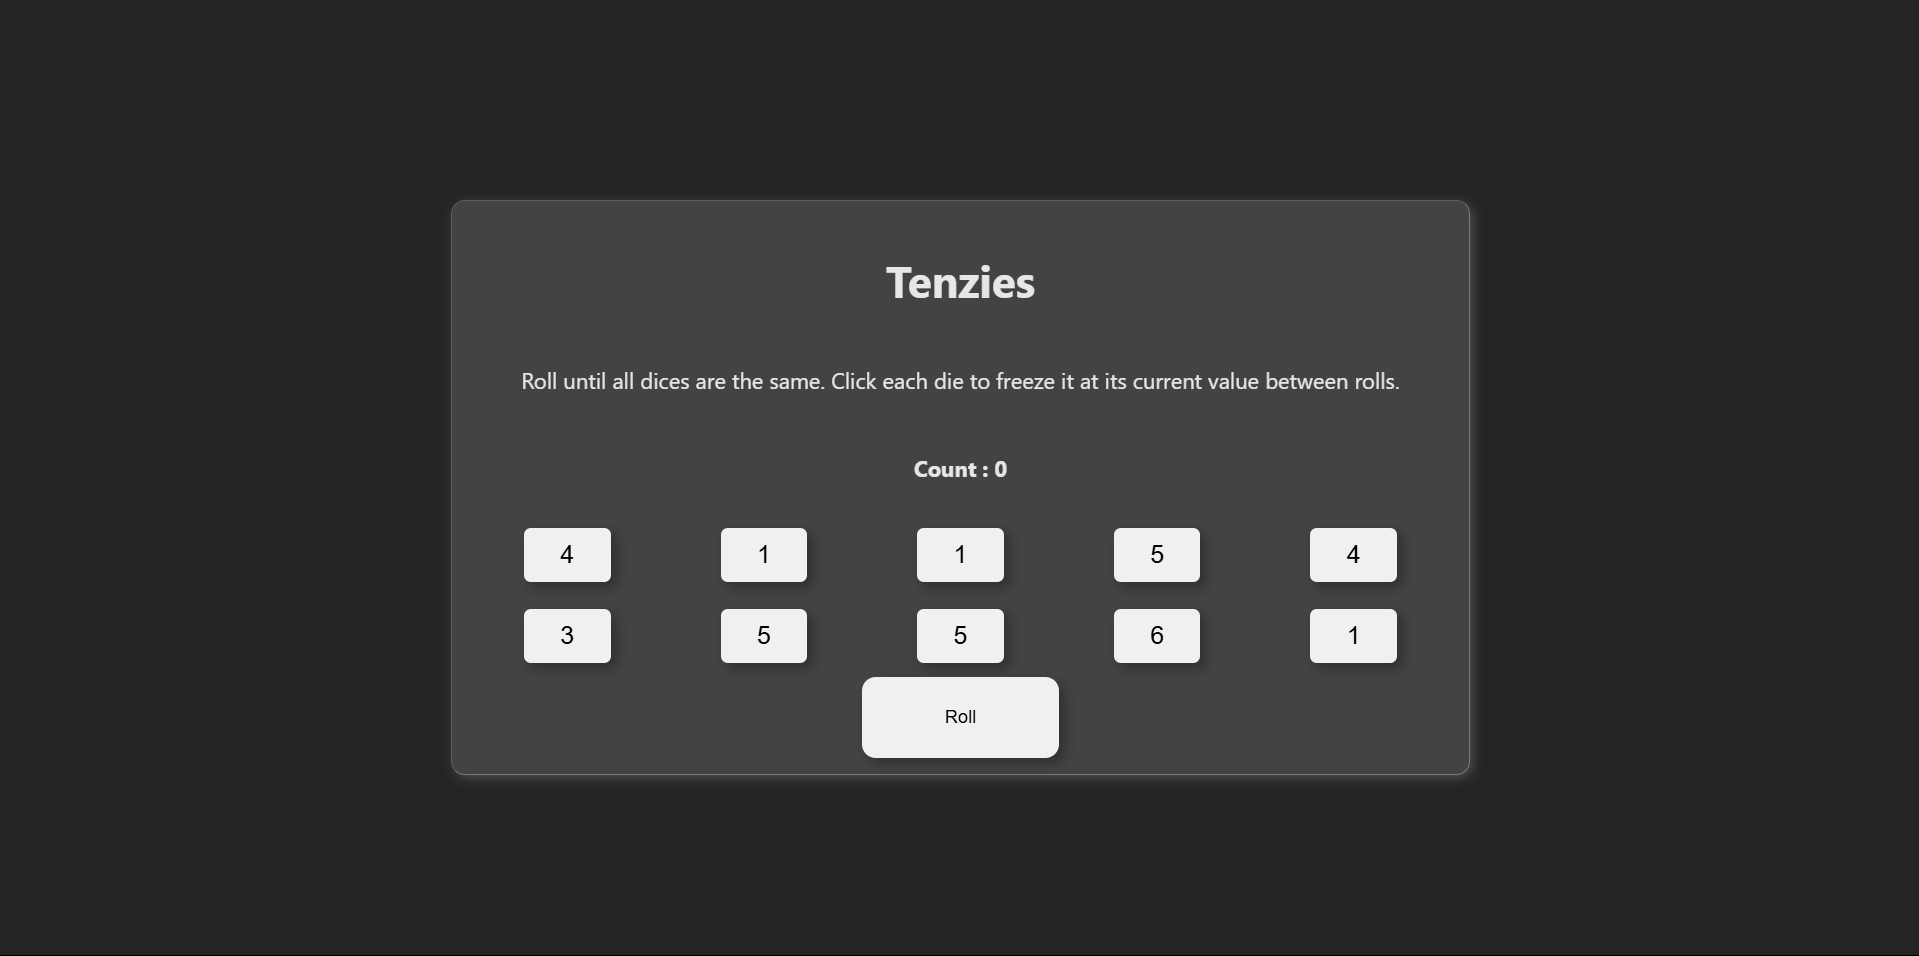 Tenzies
Roll until all dices are the same. Click each die to freeze it at its current value between rolls.
Count : 0
4 1 1 5 4
3 5 5 6 1
Roll